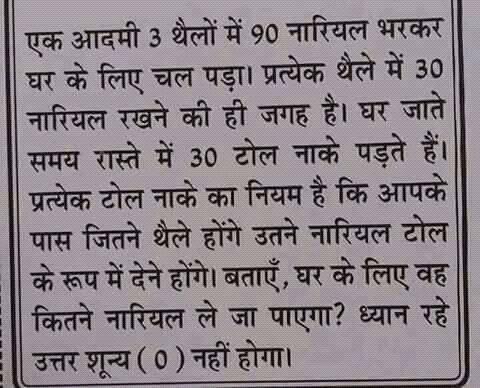 एक आदमी 3 थैलों में 90 नारियल भरकर
घर के लिए चल पड़ा। प्रत्येक थैले में 30
नारियल रखने की ही जगह है। घर जाते
समय रास्ते में 30 टोल नाके पड़ते हैं।
प्रत्येक टोल नाके का नियम है कि आपके
पास जितने थैले होंगे उतने नारियल टोल
के रूप में देने होंगे। बताएँ, घर के लिए वह
कितने नारियल ले जा पाएगा? ध्यान रहे
उत्तर शून्य ( 0 ) नहीं होगा।